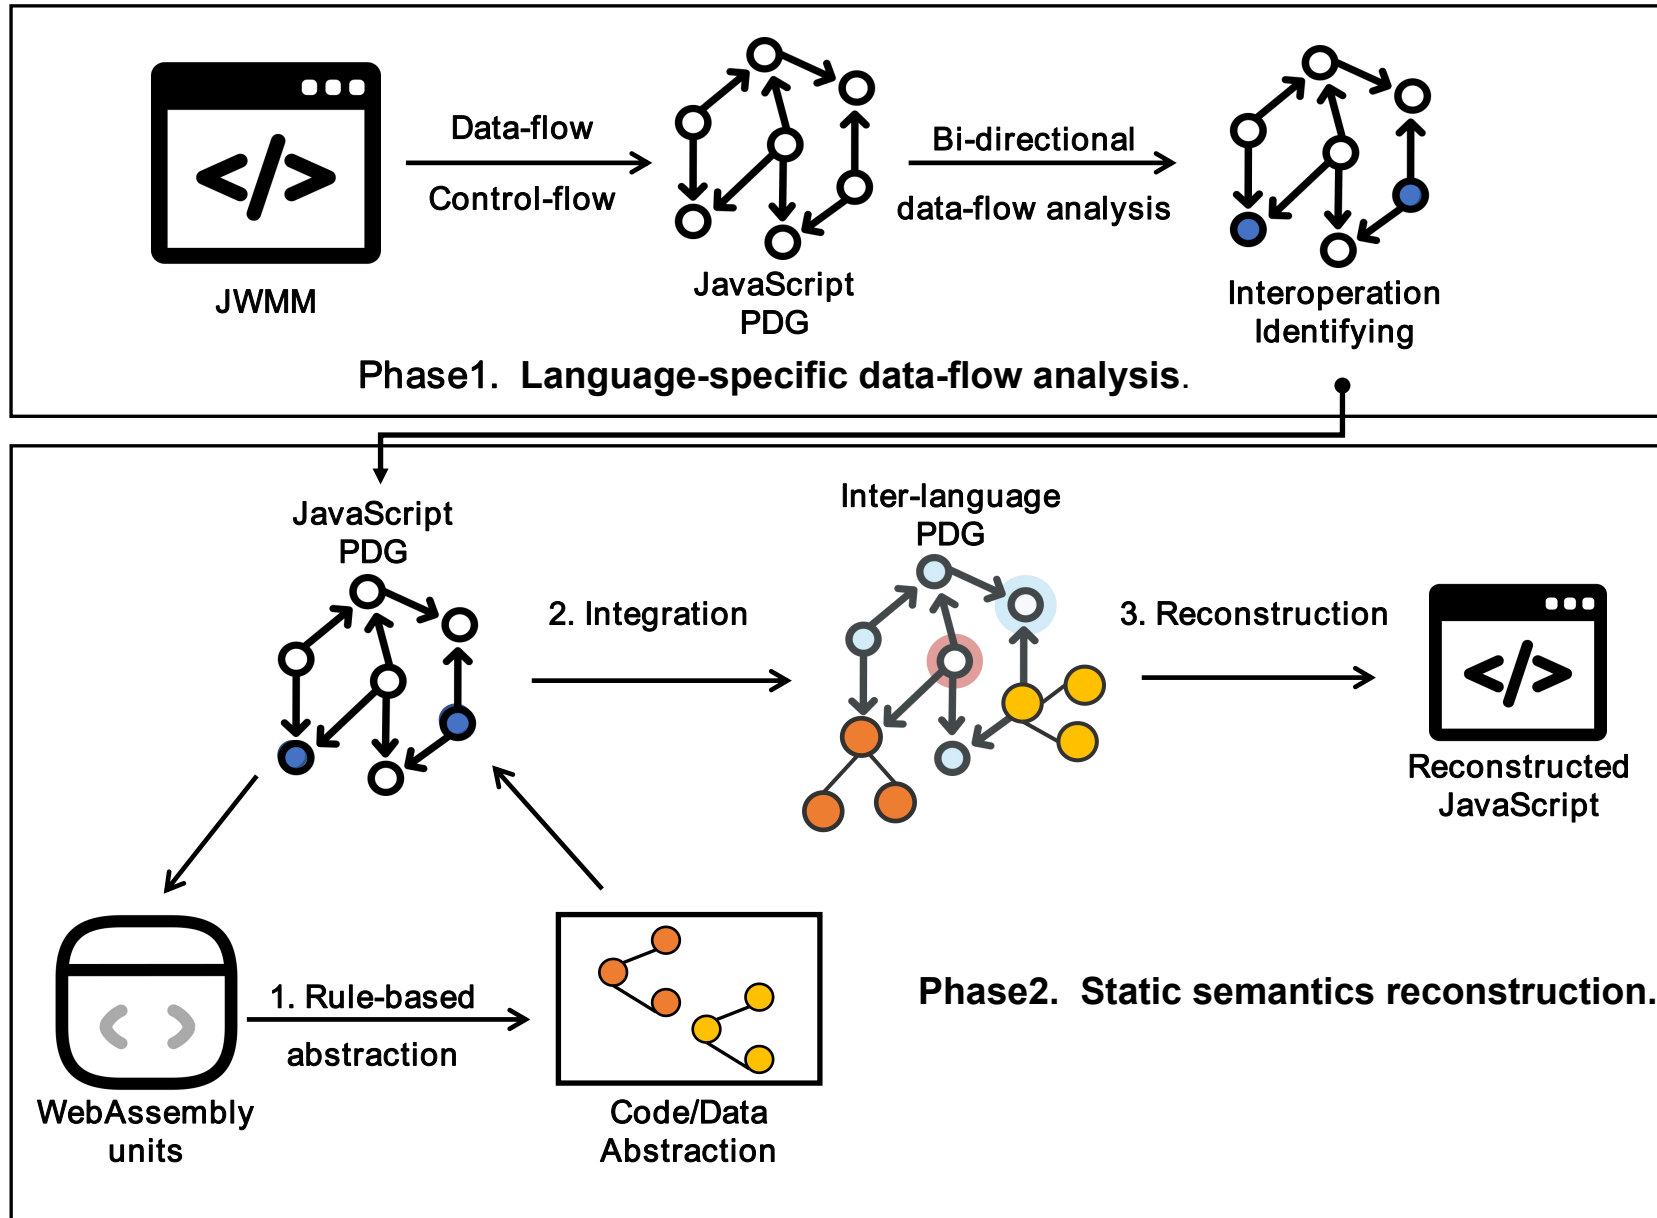 Data-flow
Control-flow
Bi-directional
data-flow analysis
JWMM
JavaScript
PDG
Interoperation
Identifying
Phase1. Language-specific data-flow analysis.
JavaScript
PDG
2. Integration
Inter-language
PDG
3. Reconstruction
Reconstructed
JavaScript
1. Rule-based
abstraction
WebAssembly
units
Code/Data
Abstraction
Phase2. Static semantics reconstruction.